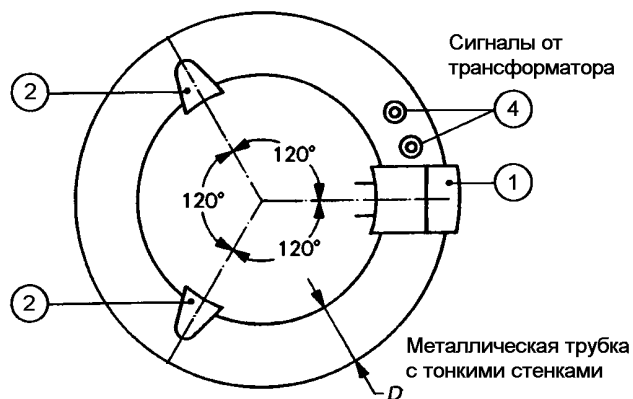 Сигналы от
трансформатора
2
4
120°
1
120°
120°
2
Металлическая трубка
с тонкими стенками
D